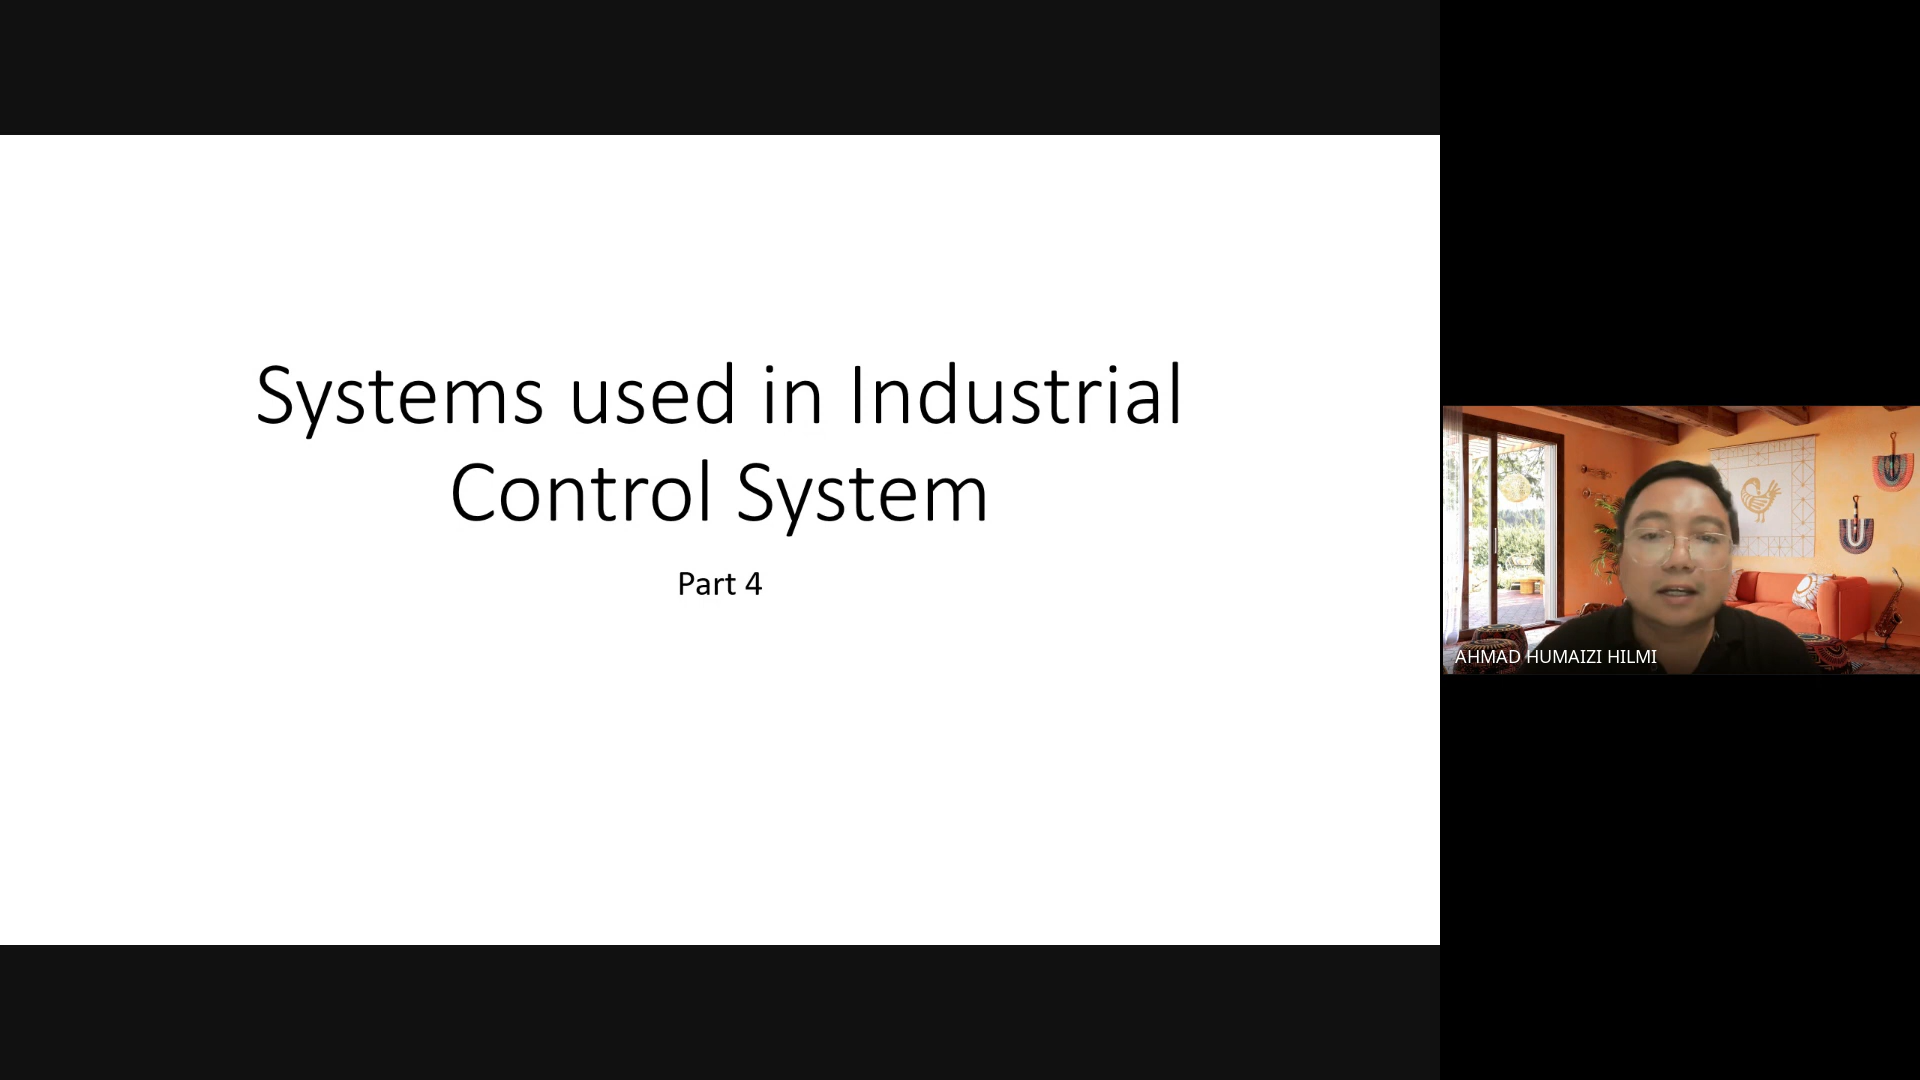 Systems used in Industrial
Control System
Part 4
AHMAD HUMAIZI HILMI